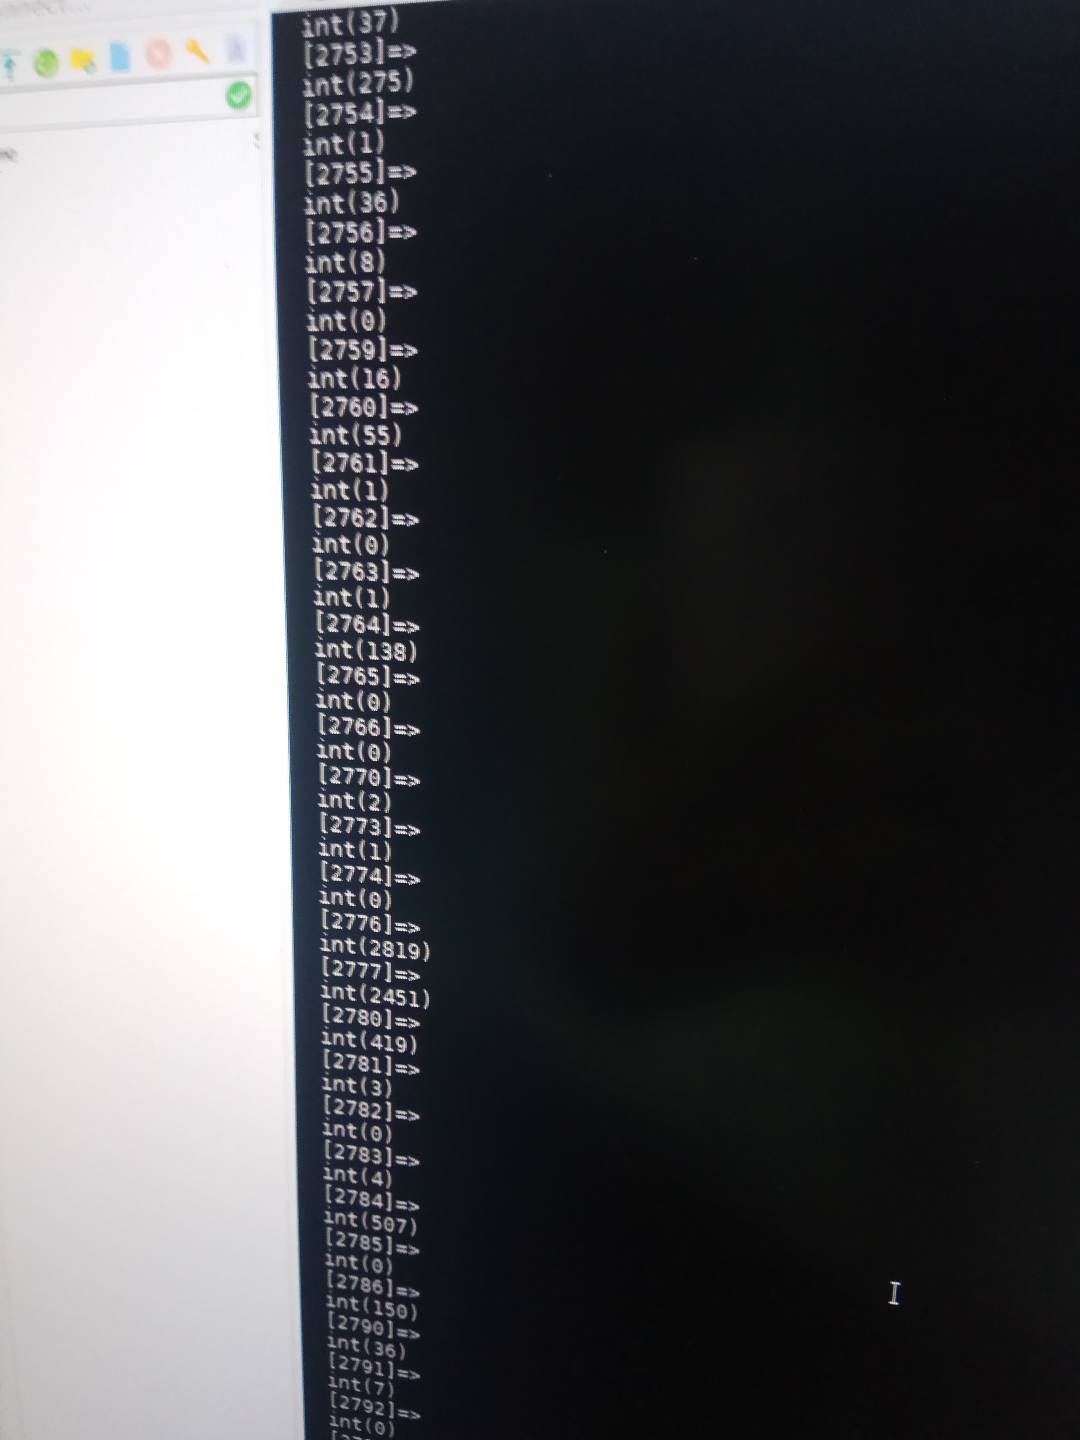 int(37)
[2753]=>
int(275)
[2754]=>
int(1)
[2755]=>
int(36)
[2756]=>
int(8)
[2757]=>
int(0)
[2759]=>
int(16)
[2760]=>
int(55)
[2761]=>
int(1)
[2762]=>
int(0)
[2763]=>
int(1)
[2764]=>
int(138)
[2765]=>
int(0)
[2766]=>
int(0)
[2770]=>
int(2)
[2773]=>
int(1)
[2774]=>
int(0)
[2776]=>
int(2819)
[2777]=>
int(2451)
[2780]=>
int(419)
[2781]=>
int(3)
[2782]=>
int(0)
[2783]=>
int(4)
[2784]=>
int(507)
[2785]=>
int(0)
[2786]=>
int(150)
[2790]=>
int(36)
[2791]=>
int(7)
[2792]=>
int(0)